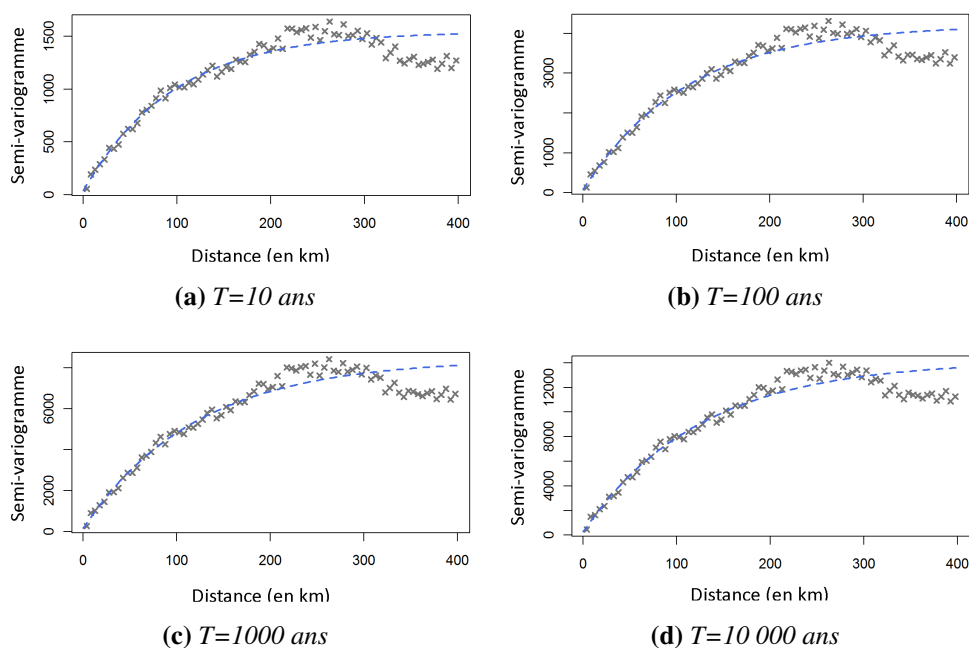 Semi-variogramme
0 500 1000 1500
0 100 200 300 400
Distance (en km)
(a) T=10 ans
Semi-variogramme
0 1000 3000
0 100 200 300 400
Distance (en km)
(b) T=100 ans
Semi-variogramme
0 2000 6000
0 100 200 300 400
Distance (en km)
(c) T=1000 ans
Semi-variogramme
0 4000 8000 12000
0 100 200 300 400
Distance (en km)
(d) T=10 000 ans